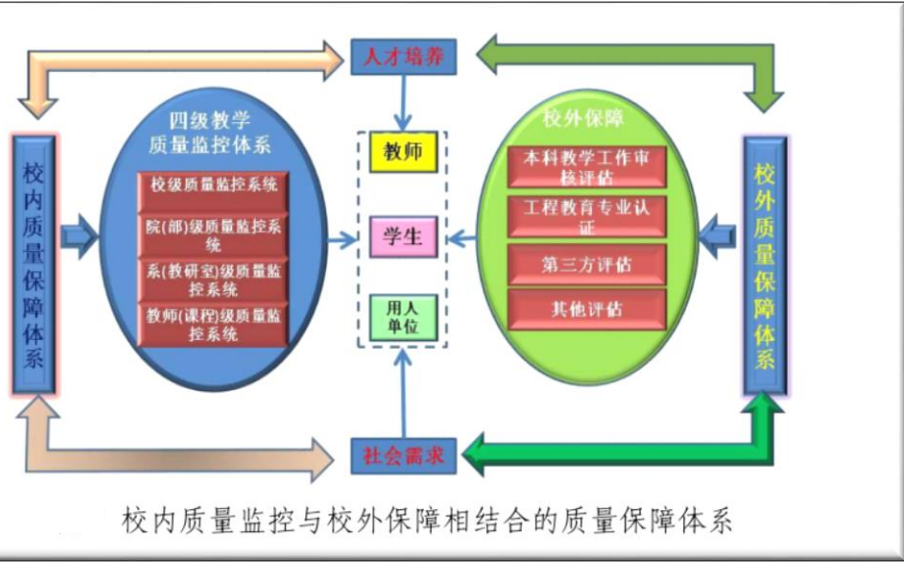 人才培养
校内质量保障体系
四级教学
质量监控体系
校级质量监控系统
院(部)级质量监控系
统
系(教研室)级质量监
控系统
教师(课程)级质量监
控系统
教师
学生
用人
单位
校外保障
本科教学工作审
核评估
工程教育专业认
证
第三方评估
其他评估
校外质量保障体系
社会需求
校内质量监控与校外保障相结合的质量保障体系